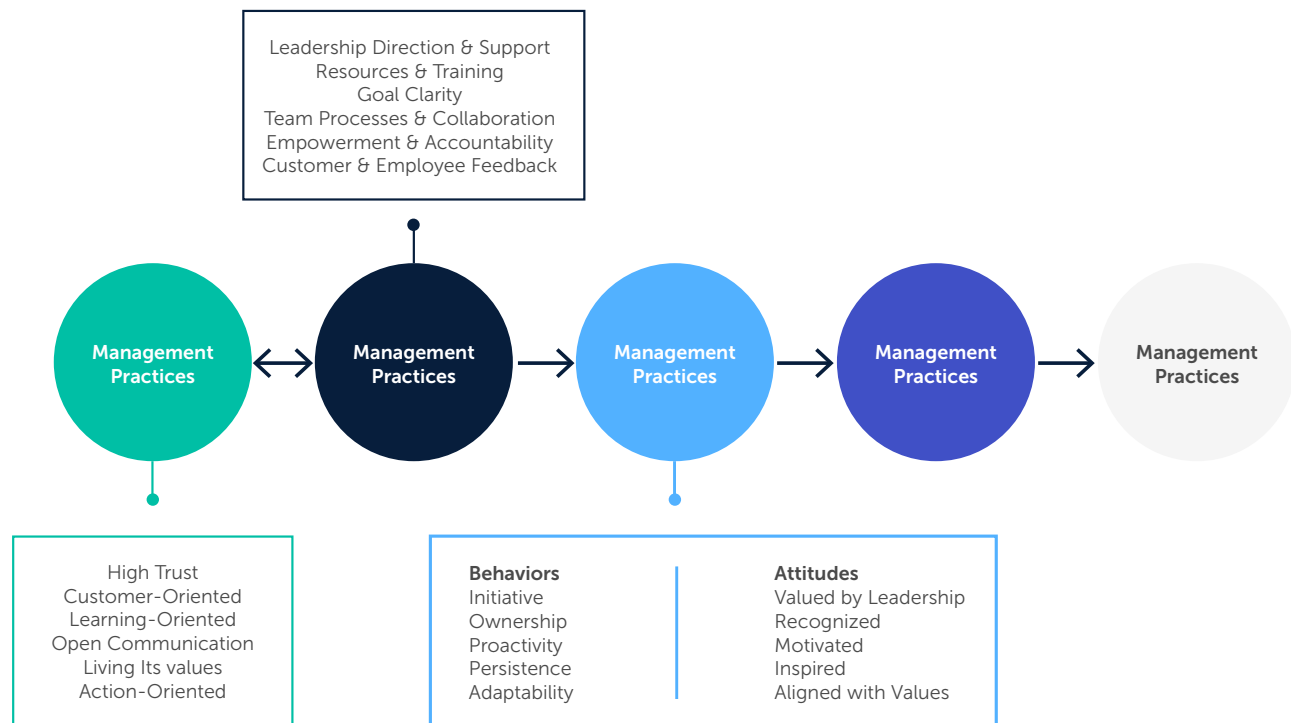 Leadership Direction & Support
Resources & Training
Goal Clarity
Team Processes & Collaboration
Empowerment & Accountability
Customer & Employee Feedback
Management
Practices
Management
Practices
Management
Practices
Management
Practices
Management
Practices
High Trust
Customer-Oriented
Learning-Oriented
Open Communication
Living Its values
Action-Oriented
Behaviors
Initiative
Ownership
Proactivity
Persistence
Adaptability
Attitudes
Valued by Leadership
Recognized
Motivated
Inspired
Aligned with Values